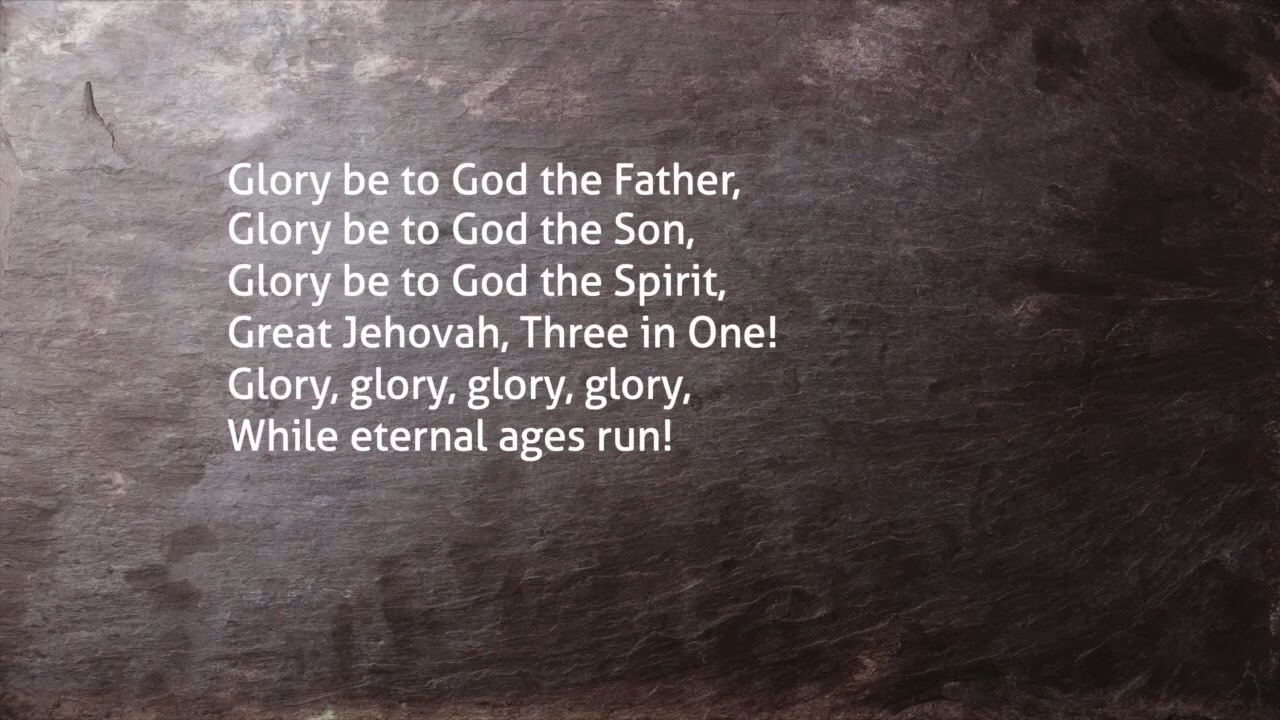 Glory be to God the Father,
Glory be to God the Son,
Glory be to God the Spirit,
Great Jehovah, Three in One!
Glory, glory, glory, glory,
While eternal ages run!